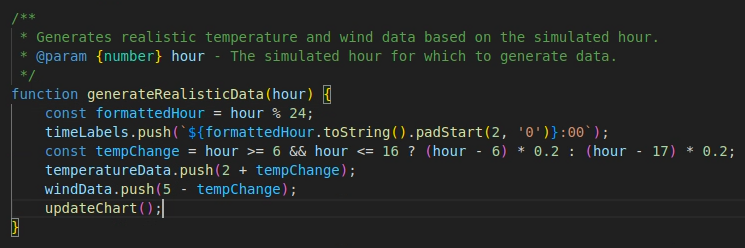 /**
 * Generates realistic temperature and wind data based on the simulated hour.
 * @param {number} hour - The simulated hour for which to generate data.
 */
function generateRealisticData(hour) {
    const formattedHour = hour % 24;
    timeLabels.push(`${formattedHour.toString().padStart(2, '0')}:00`);
    const tempChange = hour >= 6 && hour <= 16 ? (hour - 6) * 0.2 : (hour - 17) * 0.2;
    temperatureData.push(2 + tempChange);
    windData.push(5 - tempChange);
    updateChart();
}